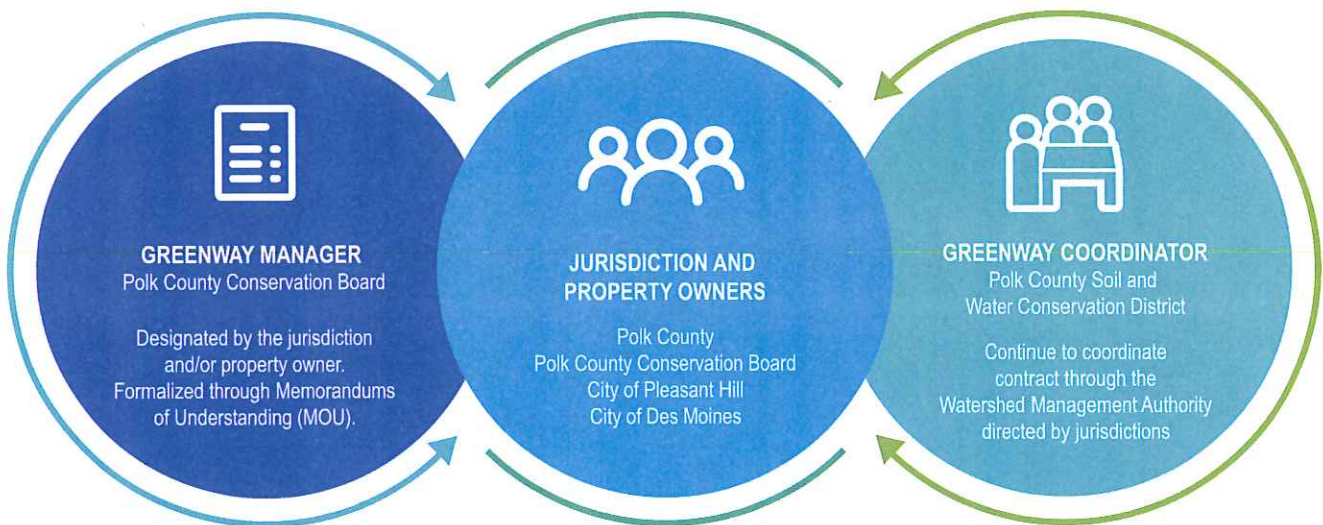 GREENWAY MANAGER
Polk County Conservation Board
Designated by the jurisdiction
and/or property owner.
Formalized through Memorandums
of Understanding (MOU).
JURISDICTION AND
PROPERTY OWNERS
Polk County
Polk County Conservation Board
City of Pleasant Hill
City of Des Moines
GREENWAY COORDINATOR
Polk County Soil and
Water Conservation District
Continue to coordinate
contract through the
Watershed Management Authority
directed by jurisdictions